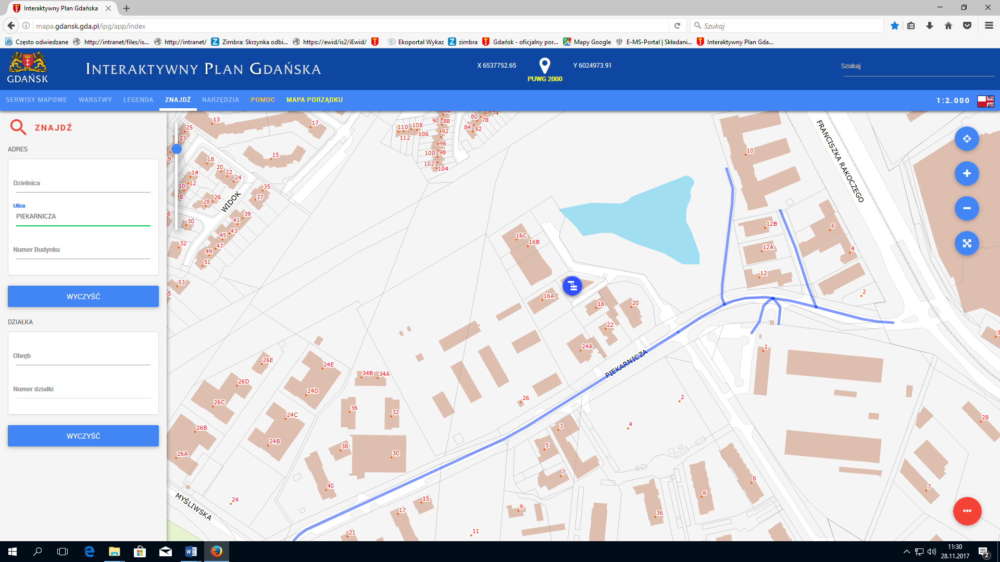 Interaktywny Plan Gdańska
mapa.gdansk.gda.pl/ipg/app/index
Szukaj
Często odwiedzane
http://intranet/files/is...
http://intranet/
Zimbra: Skrzynka odbi...
https://ewid/is2/iEwid/
Ekoportal Wykaz
zimbra
Gdańsk - oficjalny por...
Mapy Google
E-MS-Portal | Składani...
Interaktywny Plan Gda...
GDAŃSK
INTERAKTYWNY PLAN GDAŃSKA
X 6537752.65
PUWG 2000
Y 6024973.91
Szukaj
SERWISY MAPOWE
WARSTWY
LEGENDA
ZNAJDŹ
NARZĘDZIA
POMOC
MAPA PORZĄDKU
1:2.000
ZNAJDŹ
ADRES
Dzielnica
Ulica
PIEKARNICZA
Numer Budynku
WYCZYŚĆ
DZIAŁKA
Obręb
Numer działki
WYCZYŚĆ
13
17
25
23
15
18
20
22
24
14
12
10
8
35
37
28
26
WIDOK
39
41
43
45
47
49
51
30
32
53
110
108
106
112
90
88
92
96
100
98
102
104
74
80
78
84
82
10
FRANCISZKA RAKOCZEGO
12B
12A
12
6
4
2
16C
16B
16A
18
20
22
24A
PIEKARNICZA
1
2
4
26
26E
24E
26D
24D
26C
24C
26B
24B
26A
34B
34A
36
32
38
30
40
24
MYŚLIWSKA
3
5
7
15
17
21
9
11
36
6
8
28
7
3
11:30
28.11.2017
2